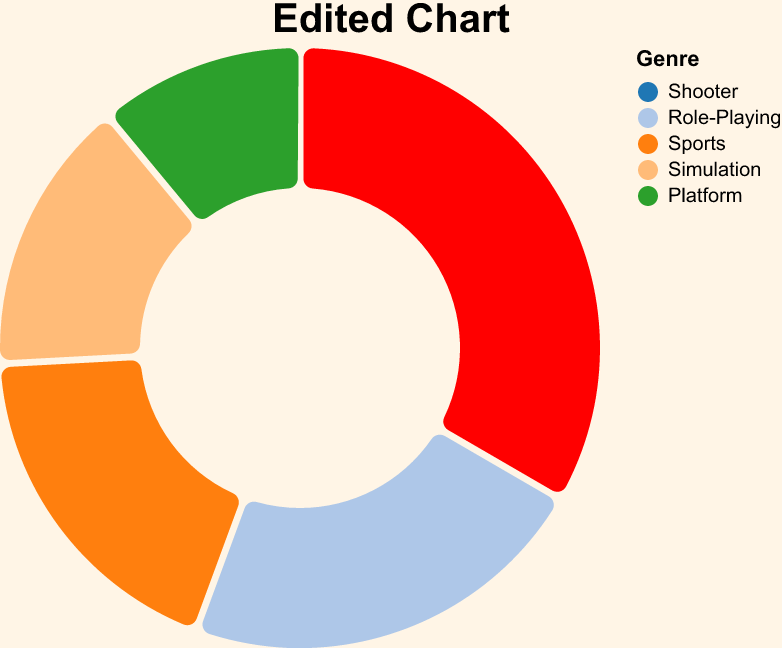 Edited Chart
Genre
Shooter
Role-Playing
Sports
Simulation
Platform